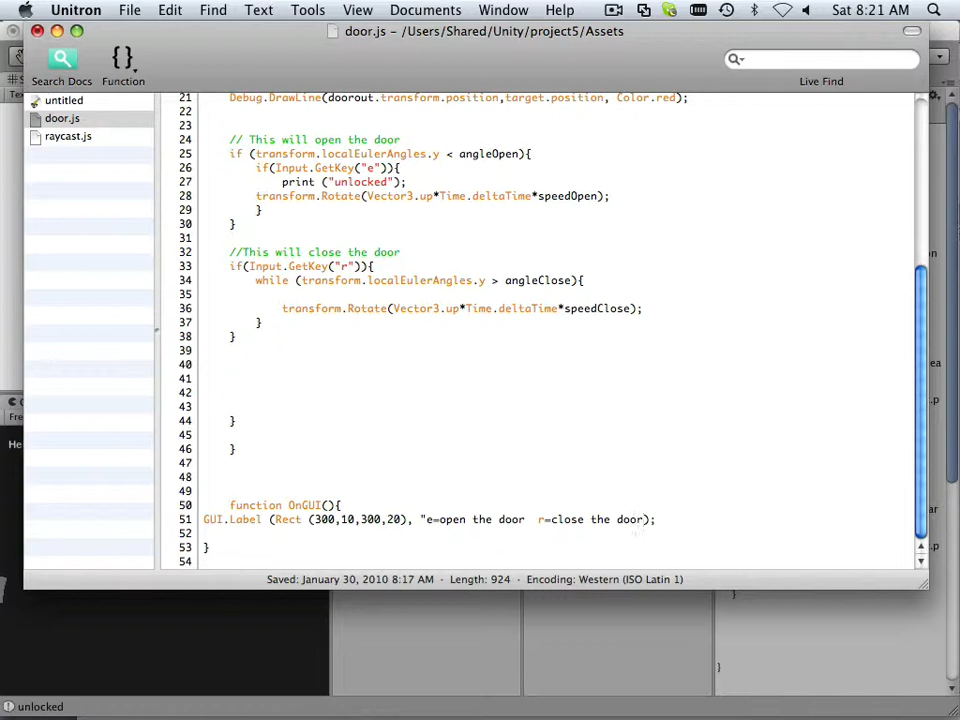 Unitron File Edit Find Text Tools View Documents Window Help Sat 8:21 AM
door.js – /Users/Shared/Unity/project5/Assets
{}
Search Docs Function Live Find
untitled
door.js
raycast.js
21 Debug.DrawLine(doorout.transform.position,target.position, Color.red);
22
23
24 // This will open the door
25 if (transform.localEulerAngles.y < angleOpen){
26 if(Input.GetKey("e")){
27 print ("unlocked");
28 transform.Rotate(Vector3.up*Time.deltaTime*speedOpen);
29 }
30 }
31
32 //This will close the door
33 if(Input.GetKey("r")){
34 while (transform.localEulerAngles.y > angleClose){
35
36 transform.Rotate(Vector3.up*Time.deltaTime*speedClose);
37 }
38 }
39
40
41
42
43
44 }
45
46 }
47
48
49
50 function OnGUI(){
51 GUI.Label (Rect (300,10,300,20), "e=open the door  r=close the door);
52
53 }
54
Saved: January 30, 2010 8:17 AM • Length: 924 • Encoding: Western (ISO Latin 1)
}
}
unlocked